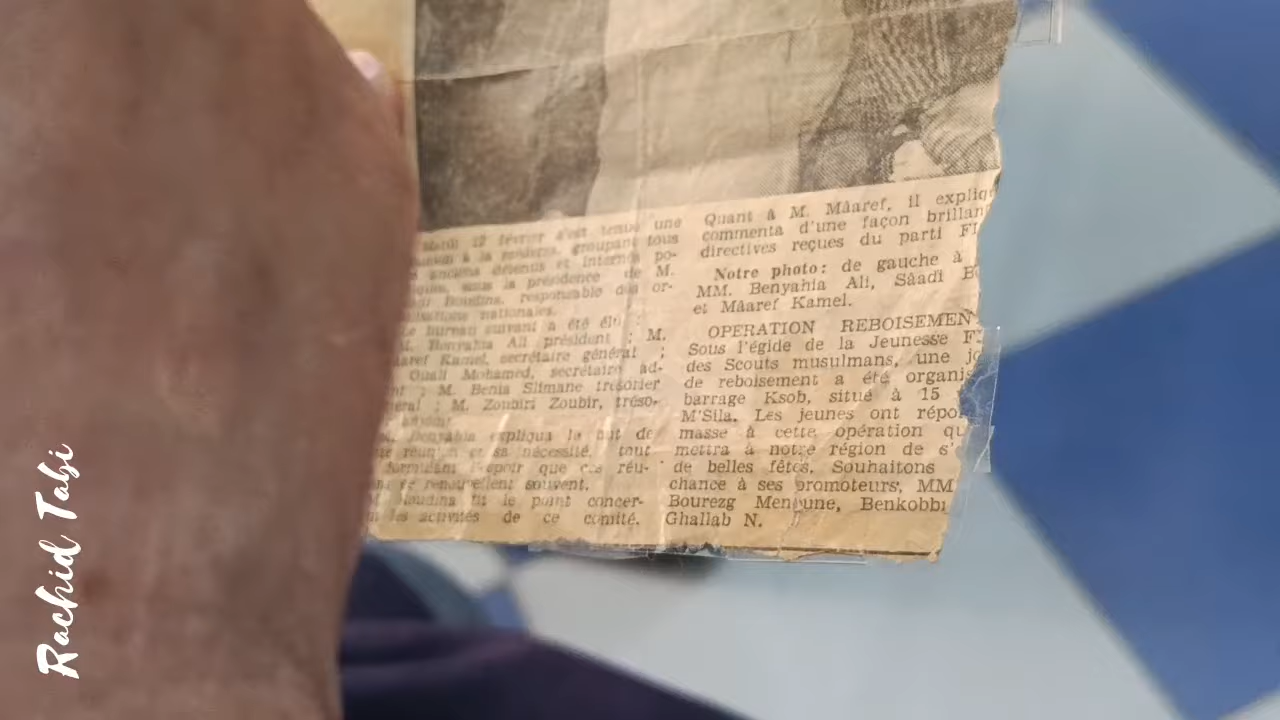 12 février s'est tenue une
à la medersa, groupant tous
anciens détenus et internés po-
sous la présidence de M.
Boudina, responsable des or-
nationales.
bureau suivant a été élu :
Benyahia Ali président ; M.
Kamel, secrétaire général ;
Ouali Mohamed, secrétaire ad-
; M. Benia Slimane trésorier
; M. Zoubiri Zoubir, tréso-
Benyahia expliqua le but de
réunion et sa nécessité, tout
l'espoir que ces réu-
se renouvellent souvent.
Boudina fit le point concer-
les activités de ce comité.
Quant à M. Mâaref, il expliq
commenta d'une façon brillan
directives reçues du parti F
Notre photo : de gauche à
MM. Benyahia Ali, Sâadi B
et Mâaref Kamel.
OPERATION REBOISEMEN
Sous l'égide de la Jeunesse F
des Scouts musulmans, une jo
de reboisement a été organis
barrage Ksob, situé à 15
M'Sila. Les jeunes ont répo
masse à cette opération qu
mettra à notre région de s'
de belles fêtes. Souhaitons
chance à ses promoteurs, MM
Bourezg Benkobbi
Ghallab N.
Rachid Tabi